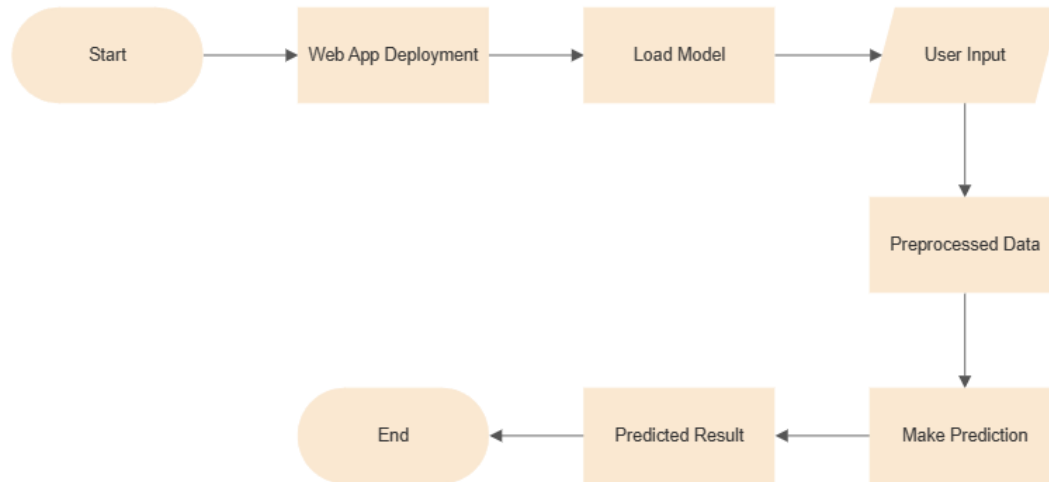 Start
Web App Deployment
Load Model
User Input
Preprocessed Data
Make Prediction
Predicted Result
End